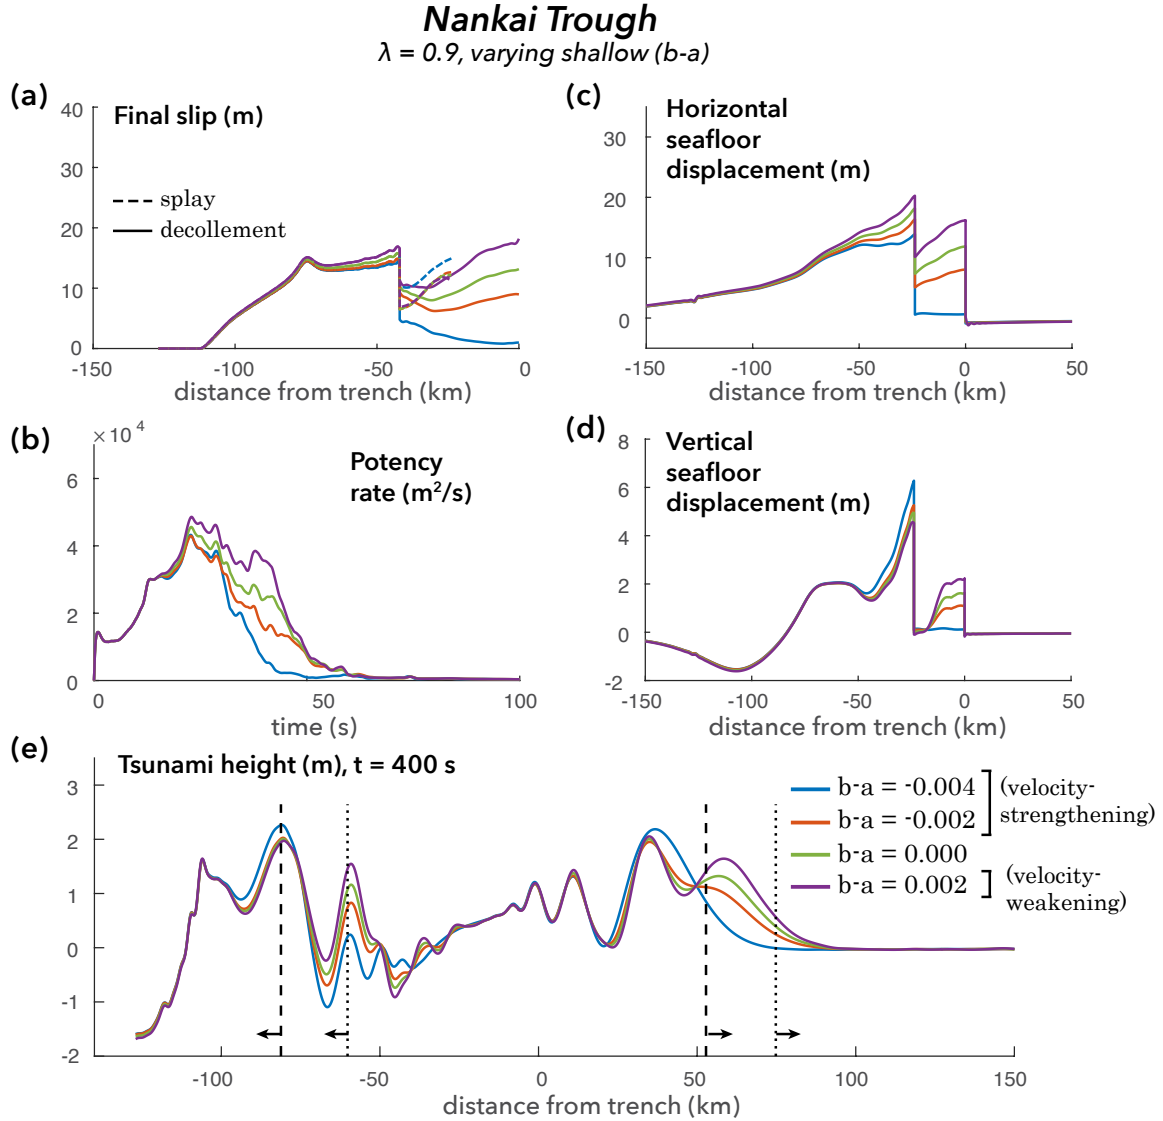 Nankai Trough
λ = 0.9, varying shallow (b-a)
(a)
Final slip (m)
40
30
20
10
0
splay
decollement
-150
-100
-50
0
distance from trench (km)
(c)
Horizontal
seafloor
displacement (m)
30
20
10
0
-150
-100
-50
0
50
distance from trench (km)
(b)
× 10 4
Potency
rate (m2/s)
6
4
2
0
0
50
100
time (s)
(d)
Vertical
seafloor
displacement (m)
8
6
4
2
0
-2
-150
-100
-50
0
50
distance from trench (km)
(e)
Tsunami height (m), t = 400 s
3
2
1
0
-1
-2
b-a = -0.004
b-a = -0.002
(velocity-
strengthening)
b-a = 0.000
b-a = 0.002
(velocity-
weakening)
-100
-50
0
50
100
150
distance from trench (km)